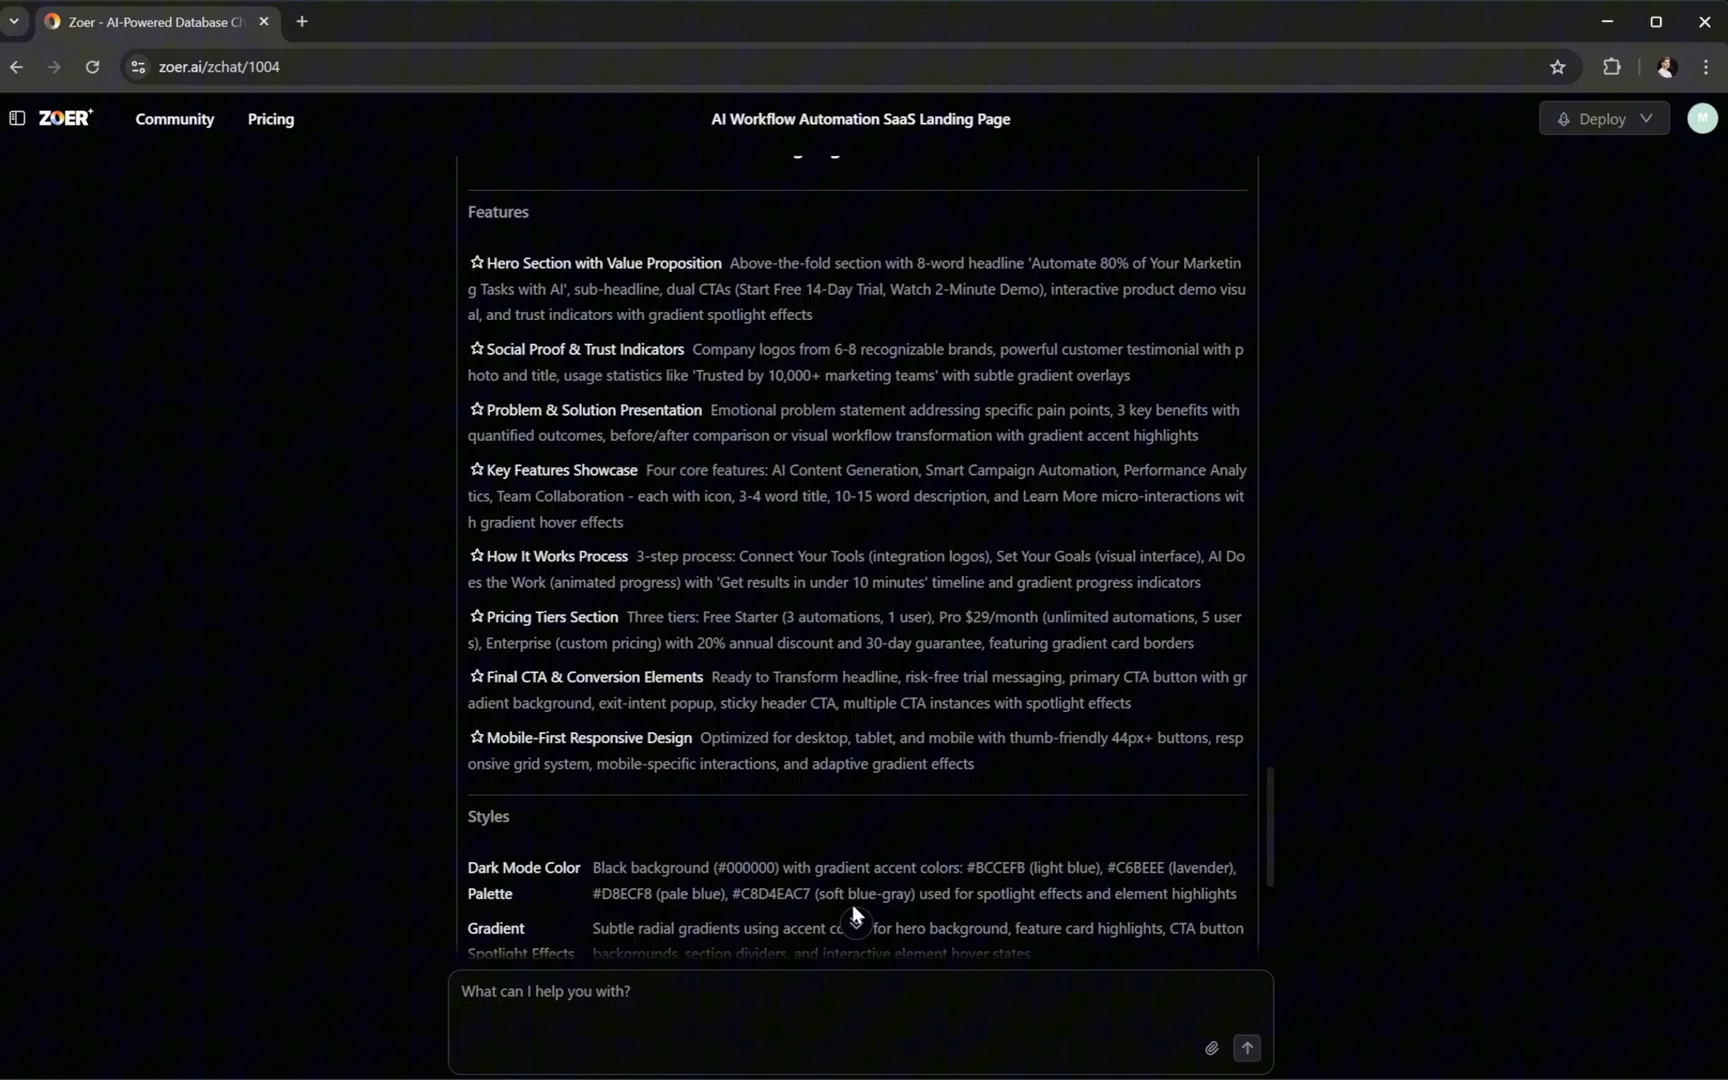 Zoer - AI-Powered Database Ch
zoer.ai/zchat/1004
ZOER+
Community
Pricing
AI Workflow Automation SaaS Landing Page
Deploy
M
Features
Hero Section with Value Proposition Above-the-fold section with 8-word headline 'Automate 80% of Your Marketin
g Tasks with AI', sub-headline, dual CTAs (Start Free 14-Day Trial, Watch 2-Minute Demo), interactive product demo visu
al, and trust indicators with gradient spotlight effects
Social Proof & Trust Indicators Company logos from 6-8 recognizable brands, powerful customer testimonial with p
hoto and title, usage statistics like 'Trusted by 10,000+ marketing teams' with subtle gradient overlays
Problem & Solution Presentation Emotional problem statement addressing specific pain points, 3 key benefits with
quantified outcomes, before/after comparison or visual workflow transformation with gradient accent highlights
Key Features Showcase Four core features: AI Content Generation, Smart Campaign Automation, Performance Analy
tics, Team Collaboration - each with icon, 3-4 word title, 10-15 word description, and Learn More micro-interactions wit
h gradient hover effects
How It Works Process 3-step process: Connect Your Tools (integration logos), Set Your Goals (visual interface), AI Do
es the Work (animated progress) with 'Get results in under 10 minutes' timeline and gradient progress indicators
Pricing Tiers Section Three tiers: Free Starter (3 automations, 1 user), Pro $29/month (unlimited automations, 5 user
s), Enterprise (custom pricing) with 20% annual discount and 30-day guarantee, featuring gradient card borders
Final CTA & Conversion Elements Ready to Transform headline, risk-free trial messaging, primary CTA button with gr
adient background, exit-intent popup, sticky header CTA, multiple CTA instances with spotlight effects
Mobile-First Responsive Design Optimized for desktop, tablet, and mobile with thumb-friendly 44px+ buttons, resp
onsive grid system, mobile-specific interactions, and adaptive gradient effects
Styles
Dark Mode Color Black background (#000000) with gradient accent colors: #BCCEFB (light blue), #C6BEEE (lavender),
Palette #D8ECF8 (pale blue), #C8D4EAC7 (soft blue-gray) used for spotlight effects and element highlights
Gradient Subtle radial gradients using accent co for hero background, feature card highlights, CTA button
Spotlight Effects backgrounds, section dividers, and interactive element hover states
What can I help you with?